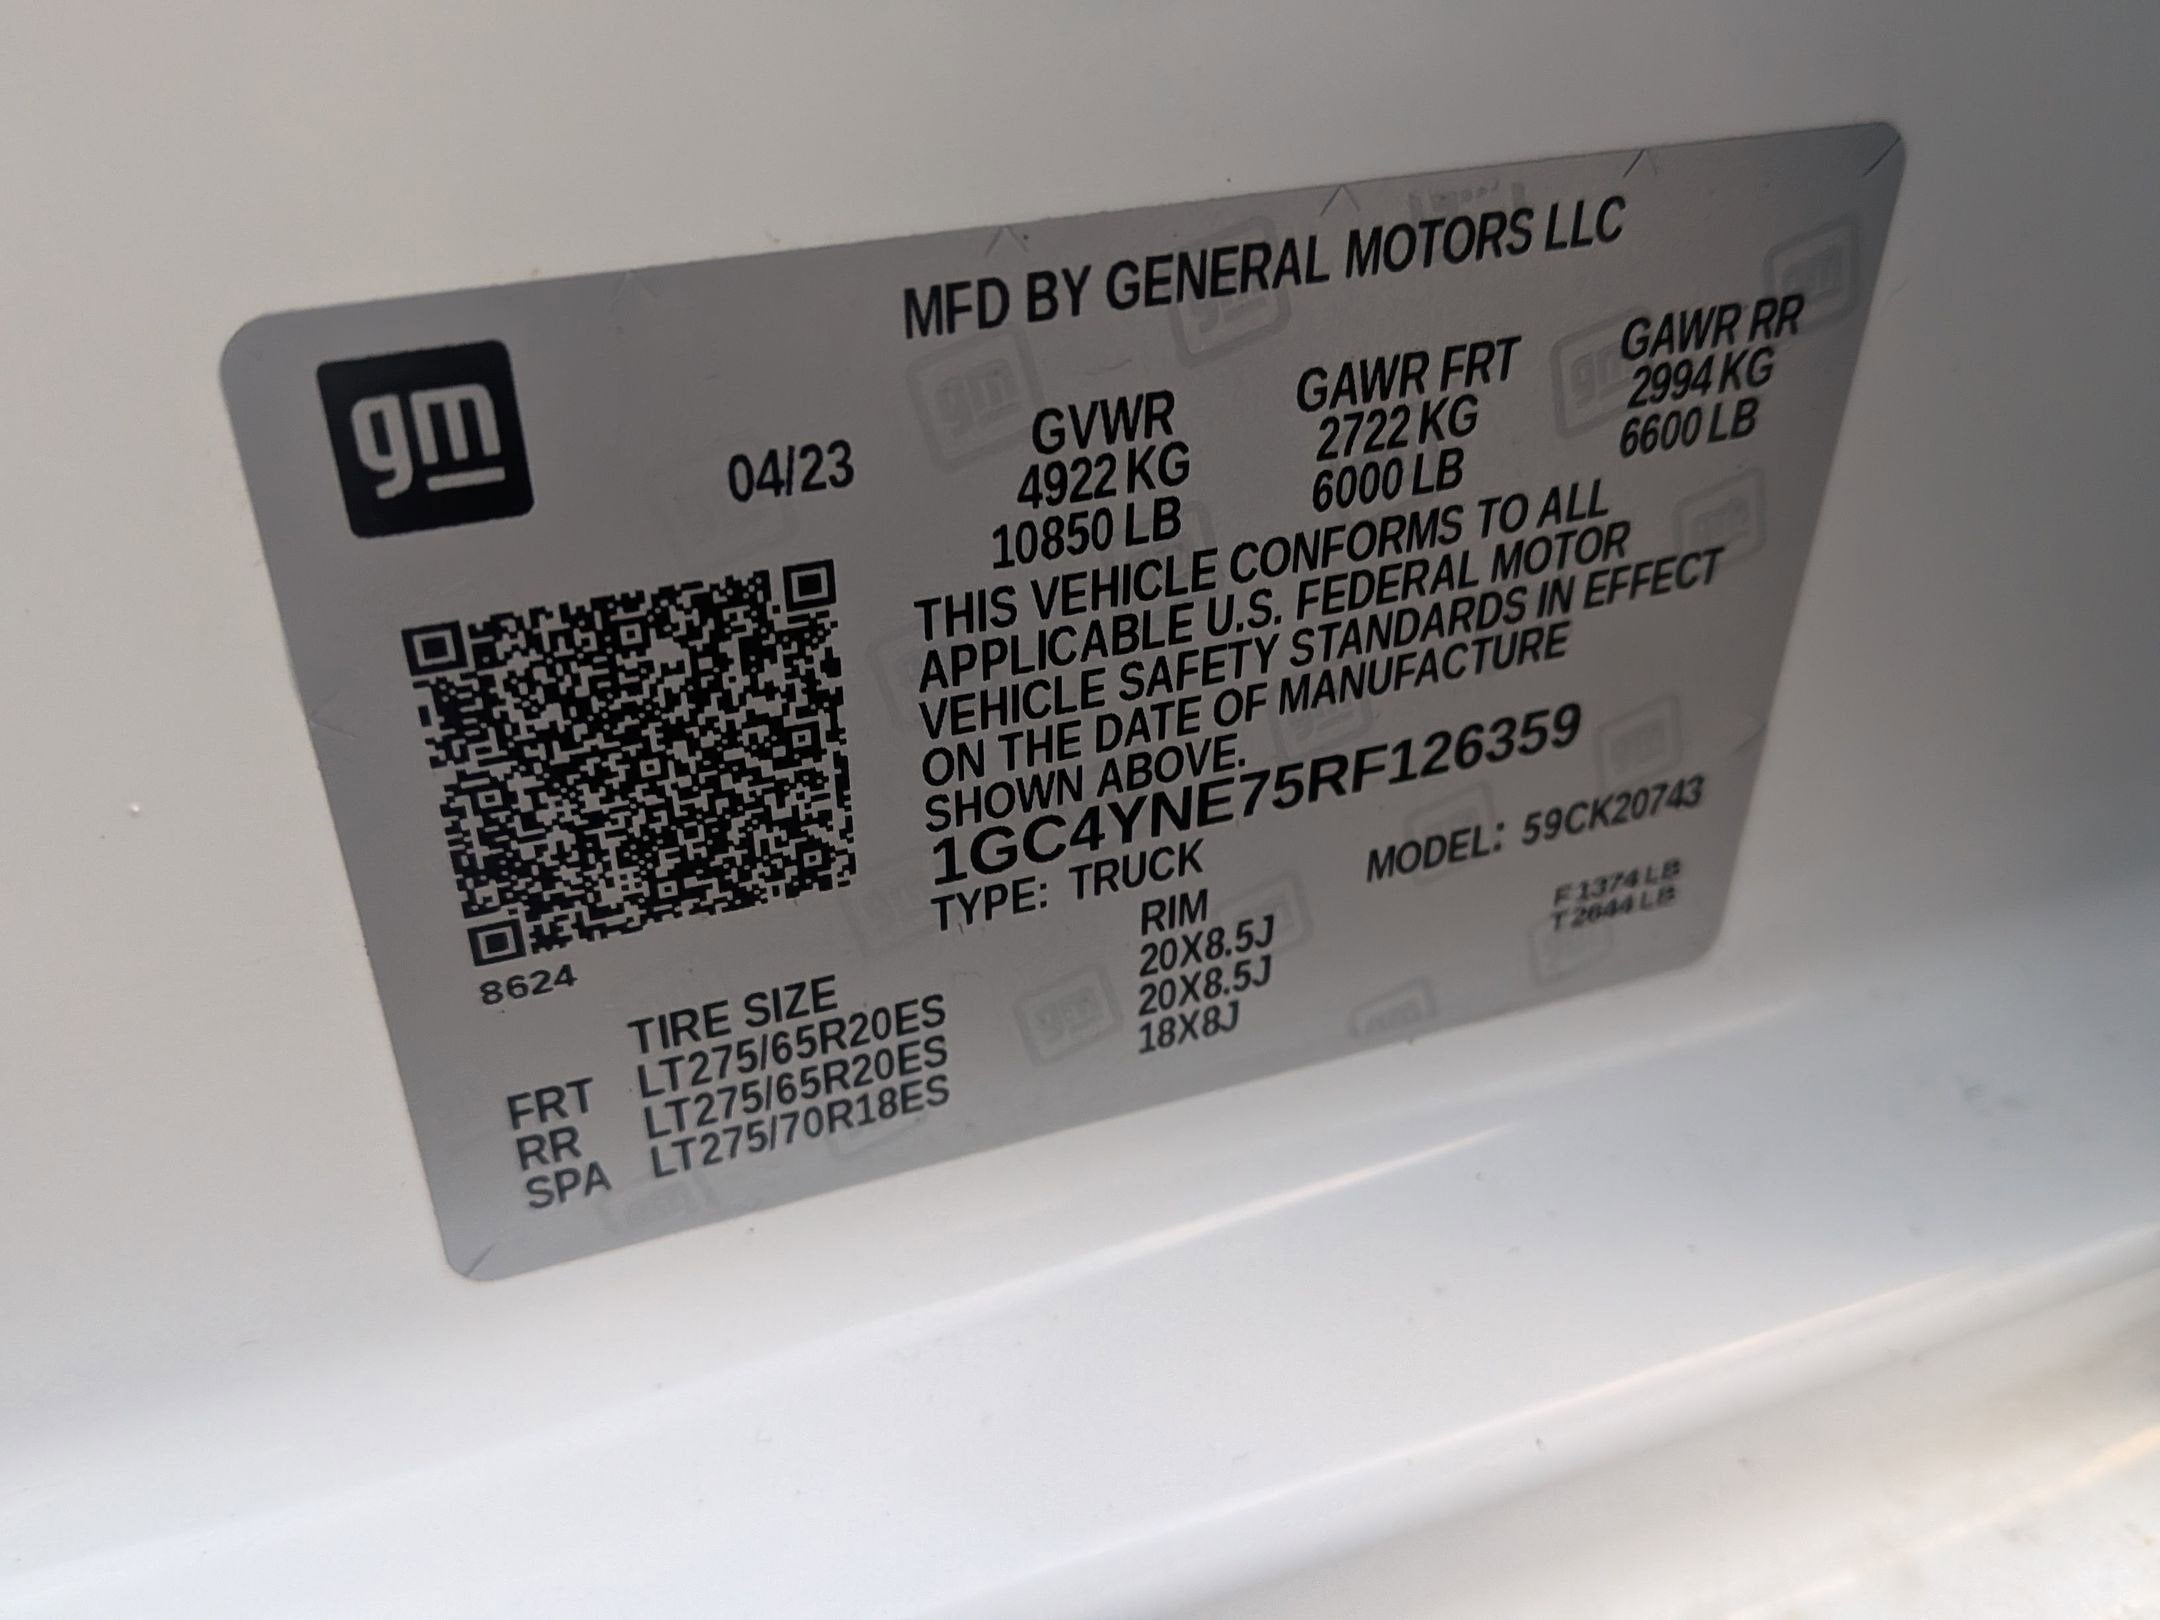 MFD BY GENERAL MOTORS LLC
gm
04/23
GVWR GAWR FRT GAWR RR
4922 KG 2722 KG 2994 KG
10850 LB 6000 LB 6600 LB
THIS VEHICLE CONFORMS TO ALL
APPLICABLE U.S. FEDERAL MOTOR
VEHICLE SAFETY STANDARDS IN EFFECT
ON THE DATE OF MANUFACTURE
SHOWN ABOVE.
1GC4YNE75RF126359
TYPE: TRUCK MODEL: 59CK20743
F 1374 LB
T 2644 LB
8624
TIRE SIZE RIM
FRT LT275/65R20ES 20X8.5J
RR LT275/65R20ES 20X8.5J
SPA LT275/70R18ES 18X8J